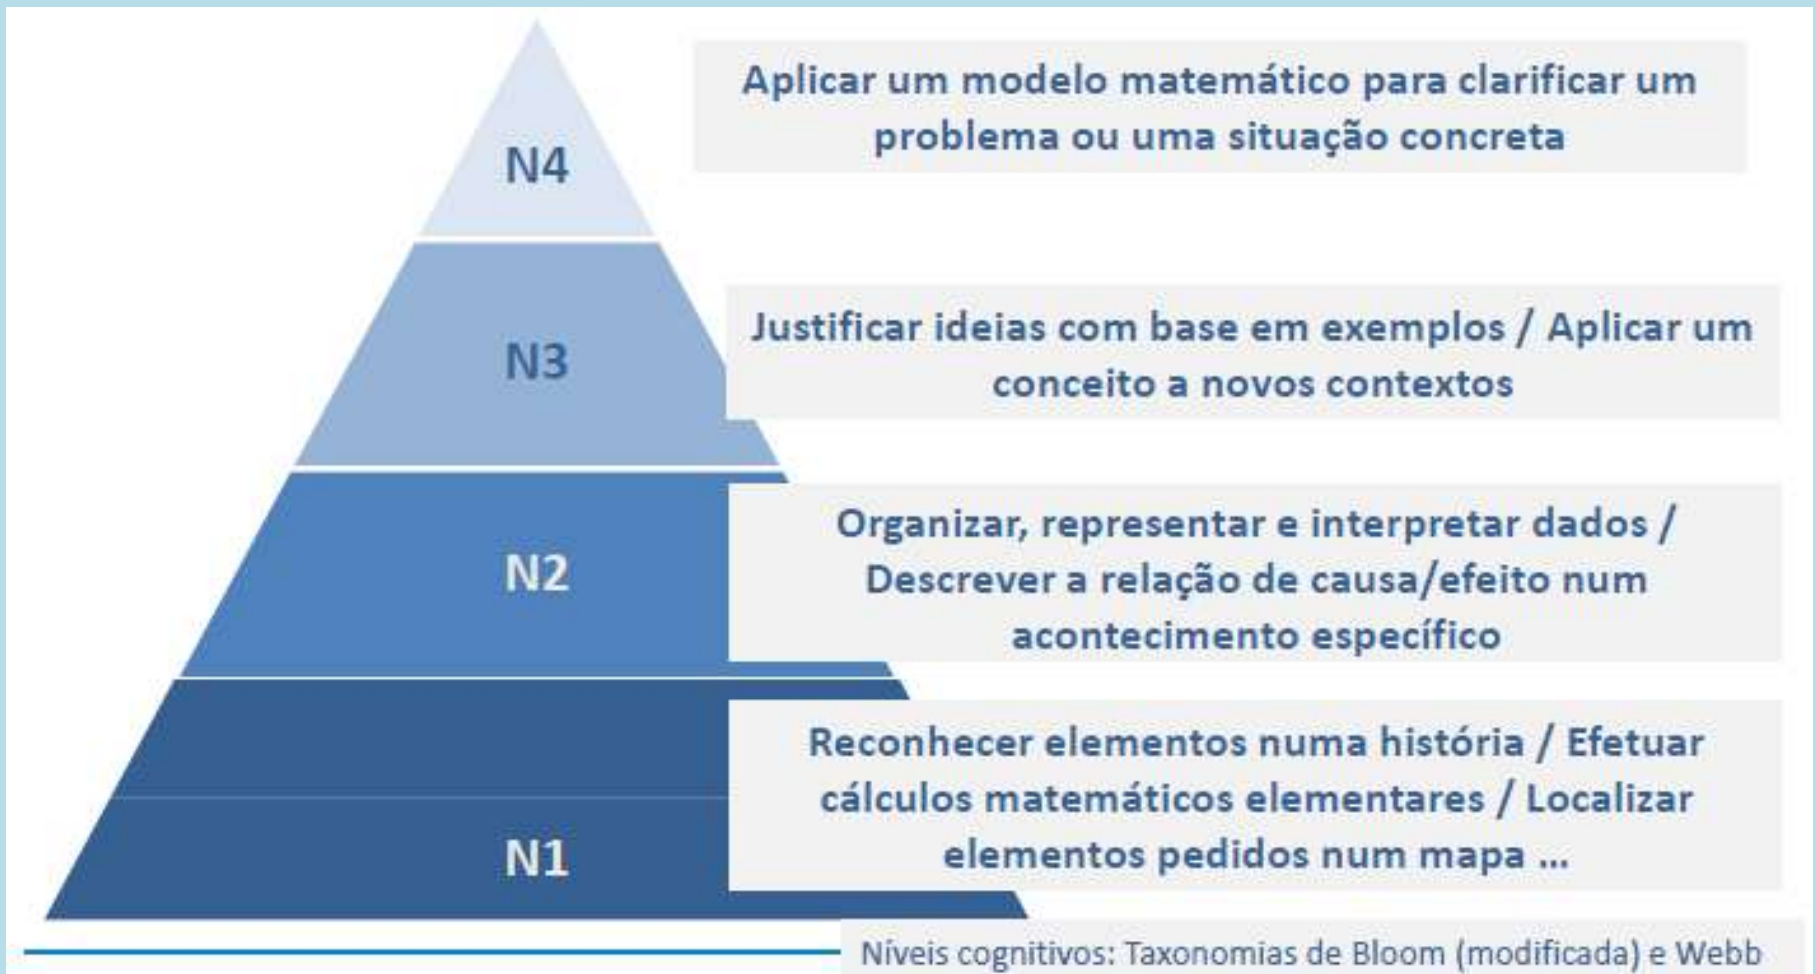 N4
Aplicar um modelo matemático para clarificar um
problema ou uma situação concreta
N3
Justificar ideias com base em exemplos / Aplicar um
conceito a novos contextos
N2
Organizar, representar e interpretar dados /
Descrever a relação de causa/efeito num
acontecimento específico
N1
Reconhecer elementos numa história / Efetuar
cálculos matemáticos elementares / Localizar
elementos pedidos num mapa ...
Níveis cognitivos: Taxonomias de Bloom (modificada) e Webb